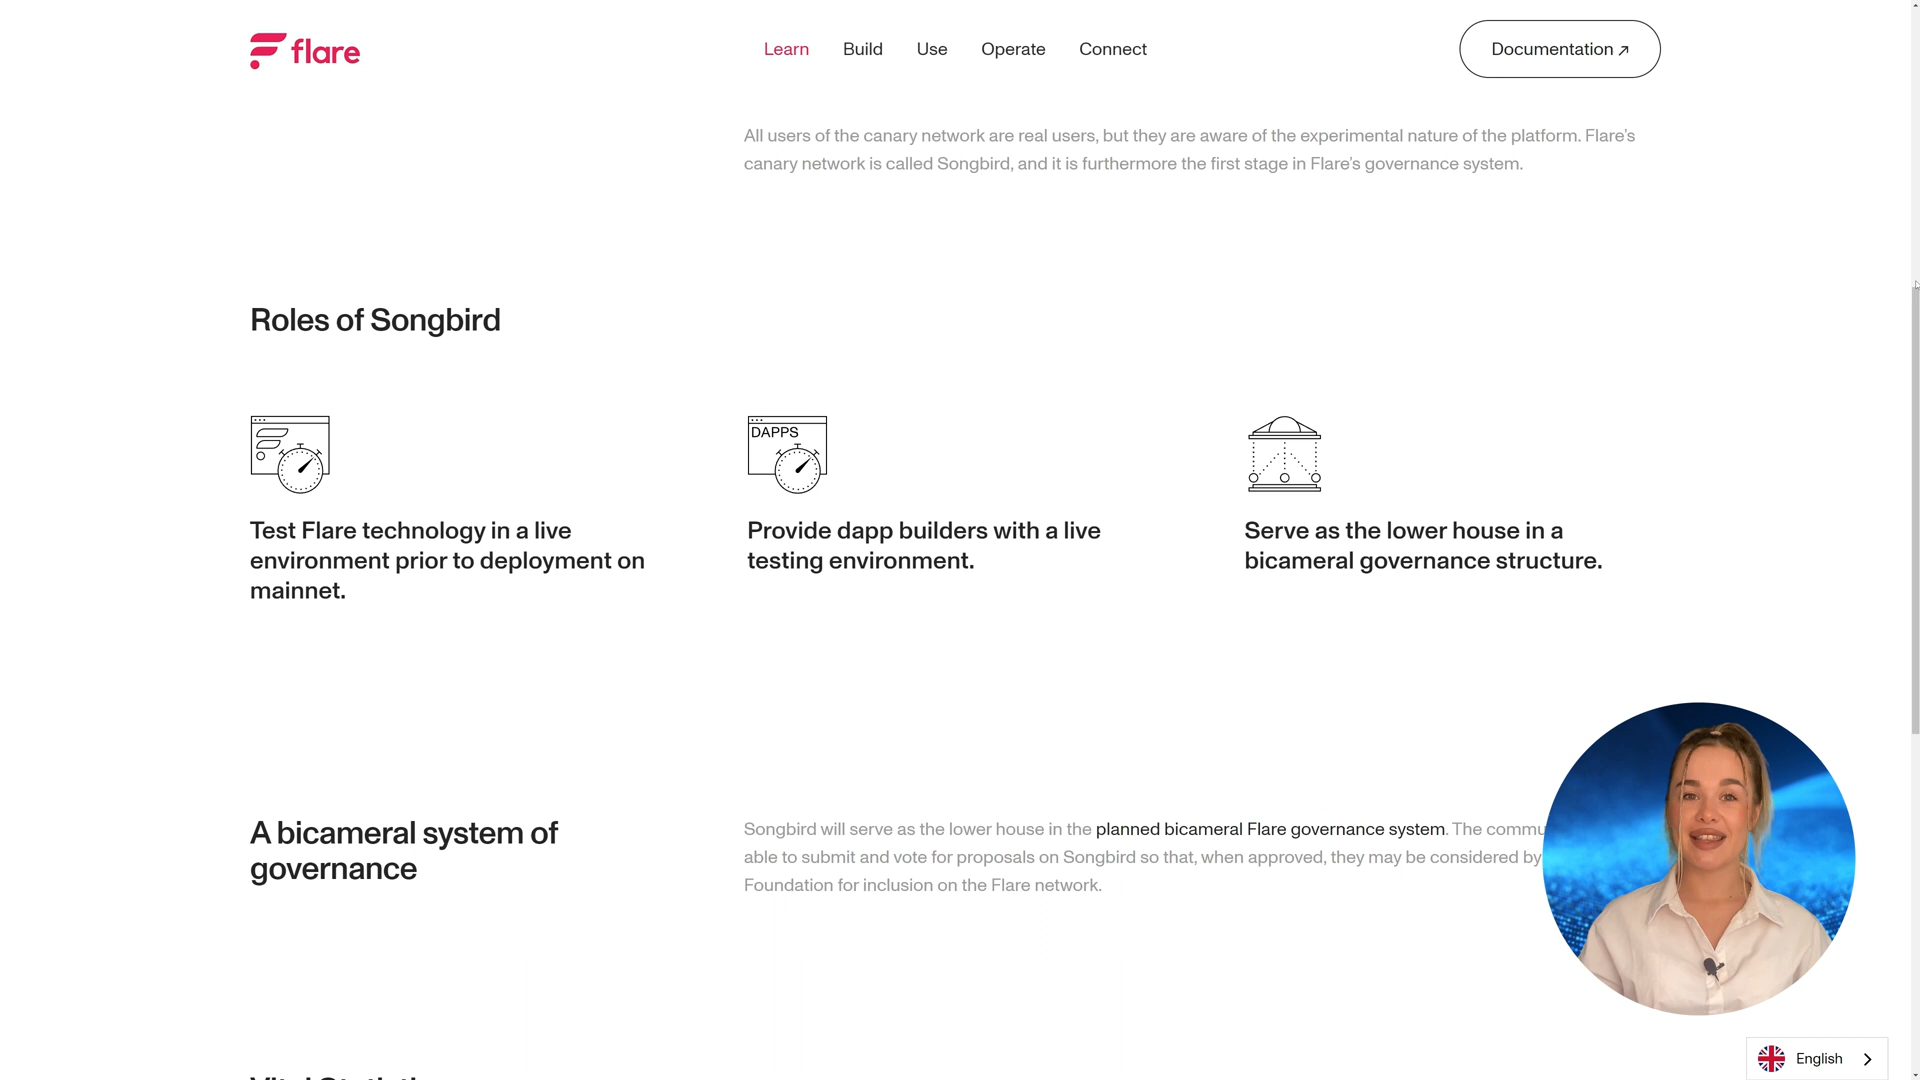 flare
Learn Build Use Operate Connect
Documentation ↗
All users of the canary network are real users, but they are aware of the experimental nature of the platform. Flare's
canary network is called Songbird, and it is furthermore the first stage in Flare's governance system.
Roles of Songbird
DAPPS
Test Flare technology in a live
environment prior to deployment on
mainnet.
Provide dapp builders with a live
testing environment.
Serve as the lower house in a
bicameral governance structure.
A bicameral system of
governance
Songbird will serve as the lower house in the planned bicameral Flare governance system. The
able to submit and vote for proposals on Songbird so that, when approved, they may be considered by
Foundation for inclusion on the Flare network.
English